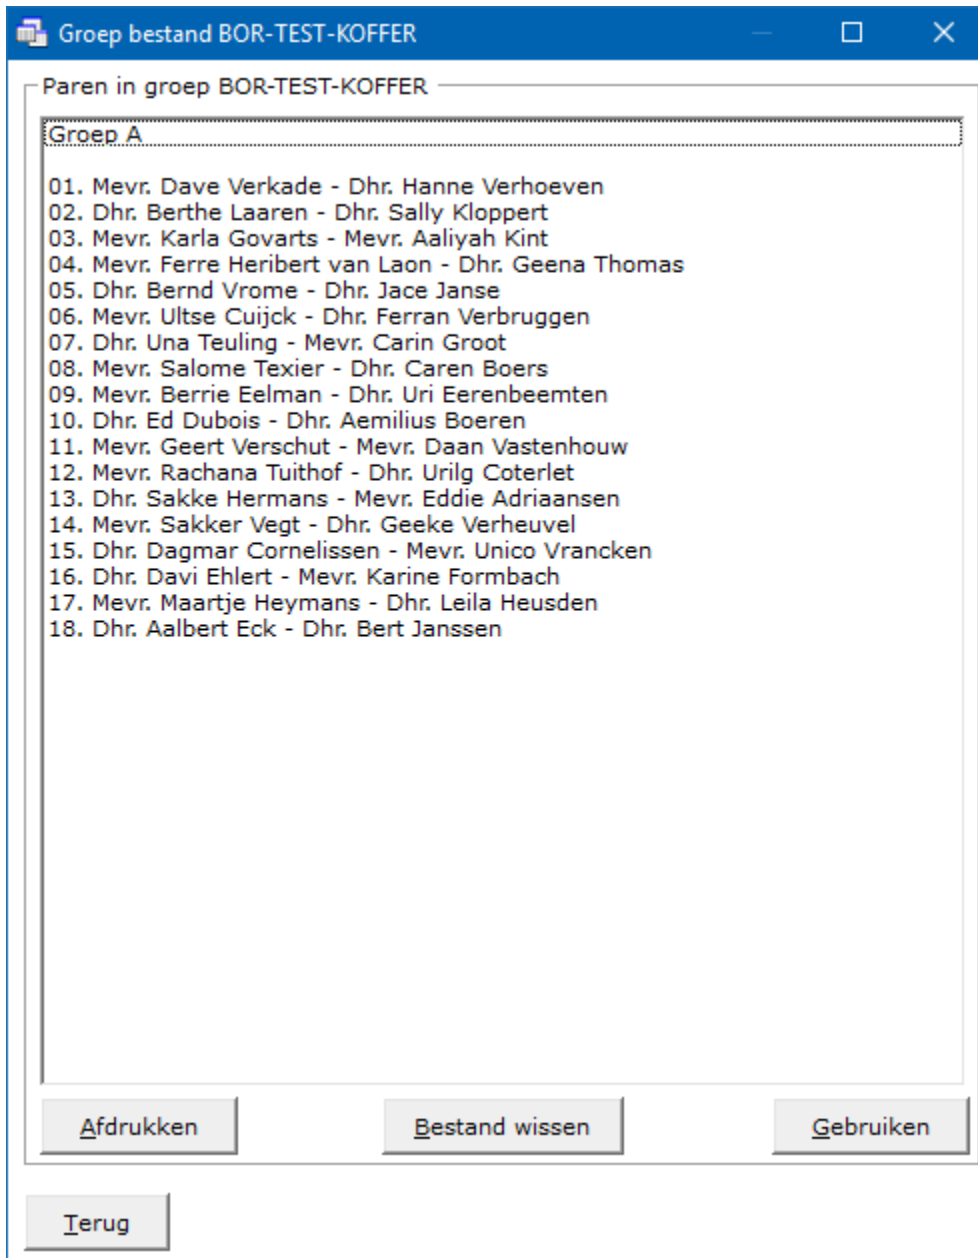 Groep bestand BOR-TEST-KOFFER
Paren in groep BOR-TEST-KOFFER
Groep A
01. Mevr. Dave Verkade - Dhr. Hanne Verhoeven
02. Dhr. Berthe Laaren - Dhr. Sally Kloppert
03. Mevr. Karla Govarts - Mevr. Aaliyah Kint
04. Mevr. Ferre Heribert van Laon - Dhr. Geena Thomas
05. Dhr. Bernd Vrome - Dhr. Jace Janse
06. Mevr. Ultse Cuijck - Dhr. Ferran Verbruggen
07. Dhr. Una Teuling - Mevr. Carin Groot
08. Mevr. Salome Texier - Dhr. Caren Boers
09. Mevr. Berrie Eelman - Dhr. Uri Eerenbeemten
10. Dhr. Ed Dubois - Dhr. Aemilius Boeren
11. Mevr. Geert Verschut - Mevr. Daan Vastenhouw
12. Mevr. Rachana Tuithof - Dhr. Urilg Coterlet
13. Dhr. Sakke Hermans - Mevr. Eddie Adriaansen
14. Mevr. Sakker Vegt - Dhr. Geeke Verheuvel
15. Dhr. Dagmar Cornelissen - Mevr. Unico Vrancken
16. Dhr. Davi Ehlert - Mevr. Karine Formbach
17. Mevr. Maartje Heymans - Dhr. Leila Heusden
18. Dhr. Aalbert Eck - Dhr. Bert Janssen
Afdrukken
Bestand wissen
Gebruiken
Terug